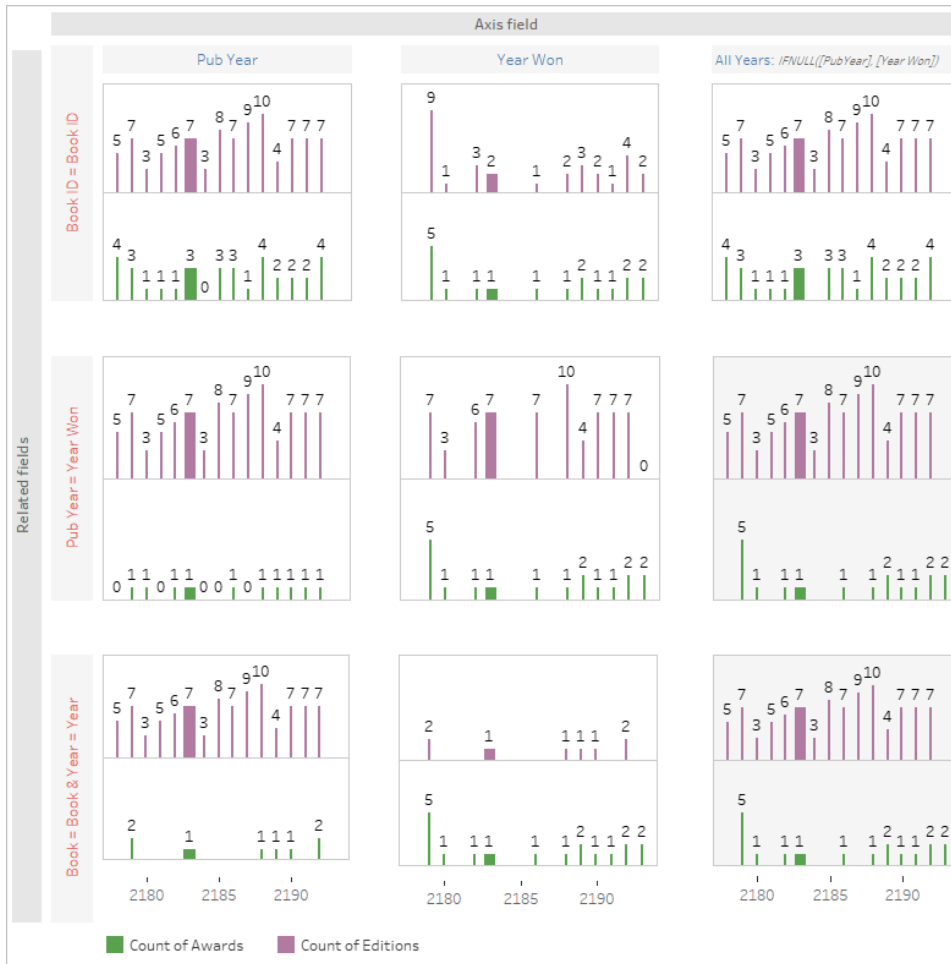 Axis field
Pub Year
Year Won
All Years: IFNULL([PubYear], [Year Won])
Related fields
Book ID = Book ID
5 7 3 5 6 7 3 8 7 9 10 4 7 7 7
9 1 3 2 1 2 3 2 1 4 2
5 7 3 5 6 7 3 8 7 9 10 4 7 7 7
4 3 1 1 1 3 0 3 3 1 4 2 2 2 4
5 1 1 1 1 1 2 1 1 2 2
4 3 1 1 1 3 3 3 1 4 2 2 2 4
Pub Year = Year Won
5 7 3 5 6 7 3 8 7 9 10 4 7 7 7
7 3 6 7 7 10 4 7 7 7 0
5 7 3 5 6 7 3 8 7 9 10 4 7 7 7
0 1 1 0 1 1 0 0 1 0 1 1 1 1 1
5 1 1 1 1 1 2 1 1 2 2
5 1 1 1 1 1 2 1 1 2 2
Book = Book & Year = Year
5 7 3 5 6 7 3 8 7 9 10 4 7 7 7
2 1 1 1 1 2
5 7 3 5 6 7 3 8 7 9 10 4 7 7 7
2 1 1 1 1 2
5 1 1 1 1 1 2 1 1 2 2
5 1 1 1 1 1 2 1 1 2 2
2180 2185 2190
2180 2185 2190
2180 2185 2190
Count of Awards
Count of Editions